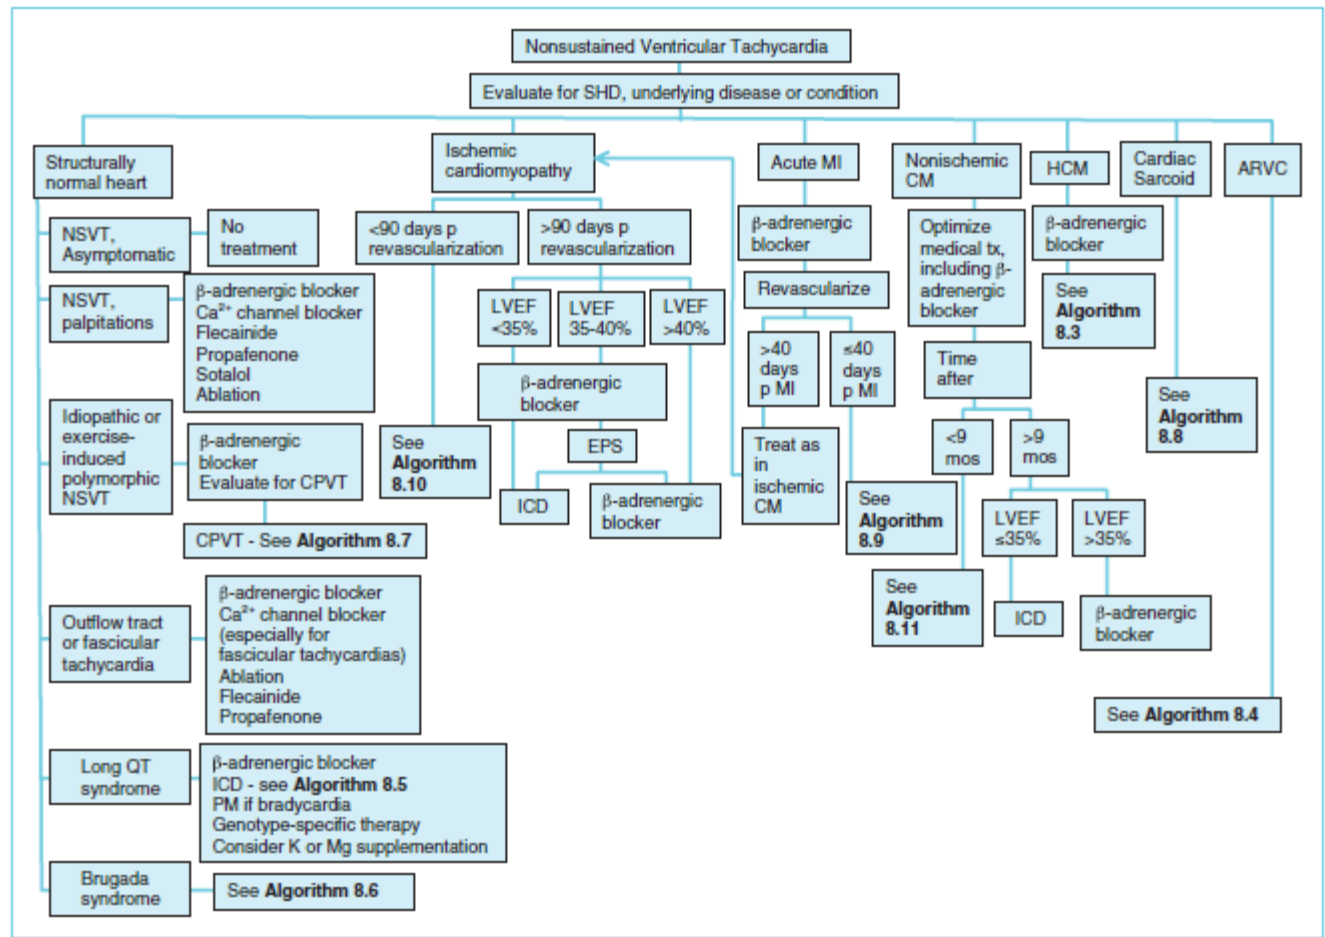 Nonsustained Ventricular Tachycardia
Evaluate for SHD, underlying disease or condition
Structurally
normal heart
NSVT,
Asymptomatic
No
treatment
NSVT,
palpitations
β-adrenergic blocker
Ca²⁺ channel blocker
Flecainide
Propafenone
Sotalol
Ablation
Idiopathic or
exercise-
induced
polymorphic
NSVT
β-adrenergic
blocker
Evaluate for CPVT
CPVT - See Algorithm 8.7
Outflow tract
or fascicular
tachycardia
β-adrenergic blocker
Ca²⁺ channel blocker
(especially for
fascicular tachycardias)
Ablation
Flecainide
Propafenone
Long QT
syndrome
β-adrenergic blocker
ICD - see Algorithm 8.5
PM if bradycardia
Genotype-specific therapy
Consider K or Mg supplementation
Brugada
syndrome
See Algorithm 8.6
Ischemic
cardiomyopathy
<90 days p
revascularization
See
Algorithm
8.10
>90 days p
revascularization
LVEF
<35%
LVEF
35-40%
LVEF
>40%
β-adrenergic
blocker
EPS
ICD
β-adrenergic
blocker
Acute MI
β-adrenergic
blocker
Revascularize
>40
days
p MI
≤40
days
p MI
Treat as
in
ischemic
CM
See
Algorithm
8.9
Nonischemic
CM
Optimize
medical tx,
including β-
adrenergic
blocker
Time
after
<9
mos
>9
mos
See
Algorithm
8.11
LVEF
≤35%
LVEF
>35%
ICD
β-adrenergic
blocker
HCM
β-adrenergic
blocker
See
Algorithm
8.3
Cardiac
Sarcoid
See
Algorithm
8.8
ARVC
See Algorithm 8.4